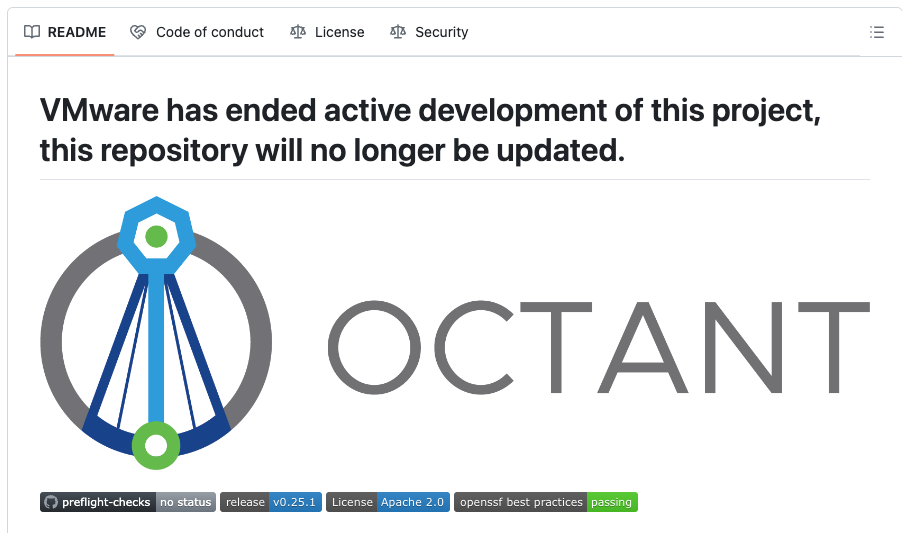 README Code of conduct License Security
VMware has ended active development of this project,
this repository will no longer be updated.
OCTANT
preflight-checks no status release v0.25.1 License Apache 2.0 openssf best practices passing